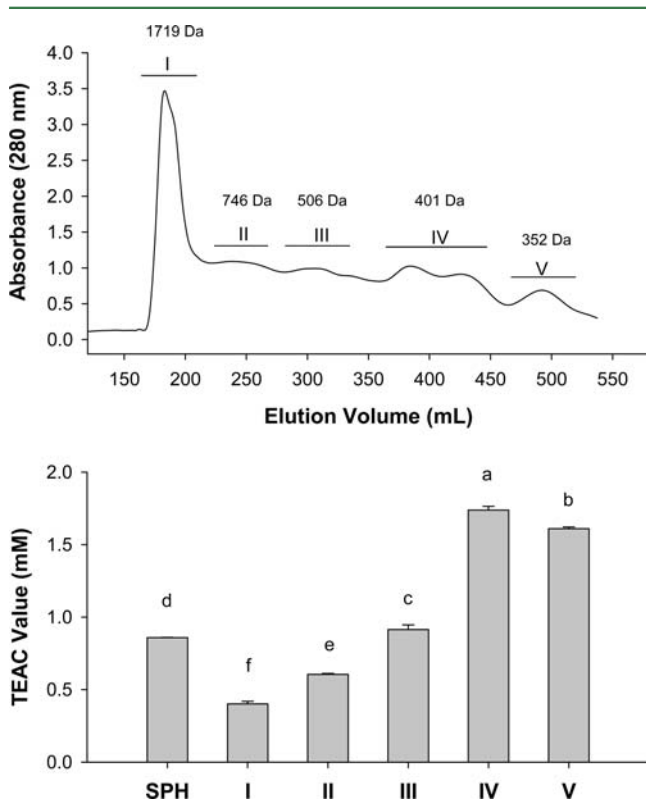 1719 Da
I
746 Da
506 Da
401 Da
II
III
IV
352 Da
V
Absorbance (280 nm)
4.0
3.5
3.0
2.5
2.0
1.5
1.0
0.5
0.0
150 200 250 300 350 400 450 500 550
Elution Volume (mL)
TEAC Value (mM)
2.0
1.5
1.0
0.5
0.0
d
f
e
c
a
b
SPH I II III IV V